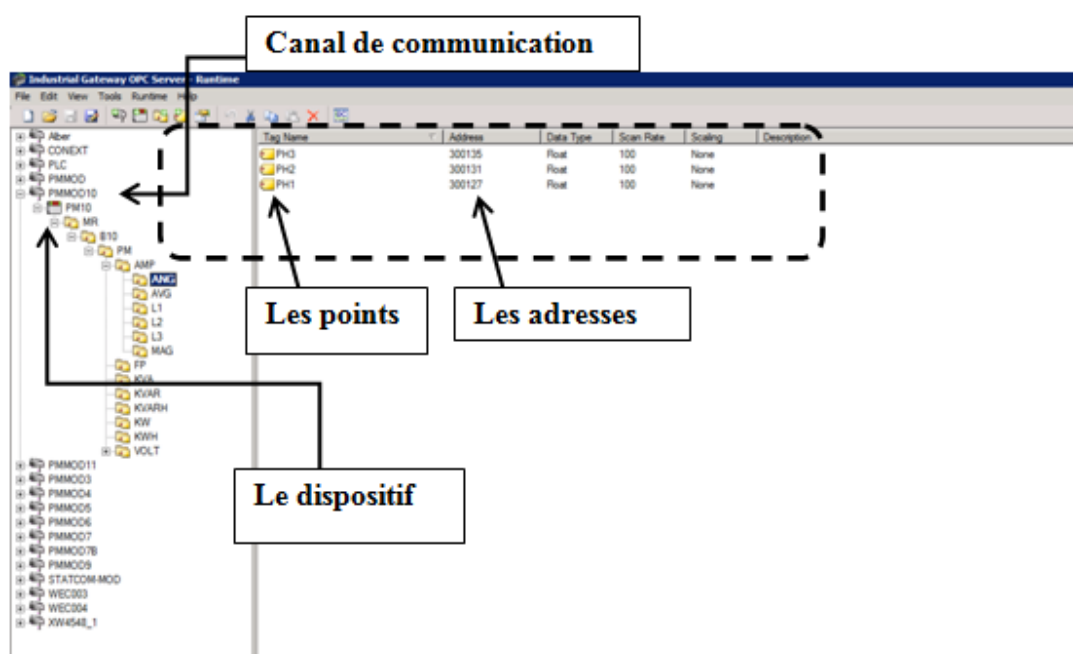 Canal de communication
Industrial Gateway OPC Server - Runtime
File Edit View Tools Runtime Help
Tag Name Address Data Type Scan Rate Scaling Description
PH3 300135 Float 100 None
PH2 300131 Float 100 None
PH1 300127 Float 100 None
Aber
CONEXT
PLC
PMMOD
PMMOD10
PM10
MR
B10
PM
AMP
ANG
AVG
L1
L2
L3
MAG
FP
KVA
KVAR
KVARH
KW
KWH
VOLT
PMMOD11
PMMOD3
PMMOD4
PMMOD5
PMMOD6
PMMOD7
PMMOD7B
PMMOD9
STATCOM-MOD
WEC003
WEC004
XW4548_1
Les points
Les adresses
Le dispositif